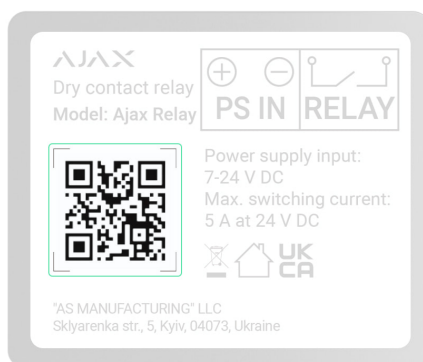 AJAX
Dry contact relay
Model: Ajax Relay
PS IN
RELAY
Power supply input:
7-24 V DC
Max. switching current:
5 A at 24 V DC
UK
CA
"AS MANUFACTURING" LLC
Sklyarenka str., 5, Kyiv, 04073, Ukraine